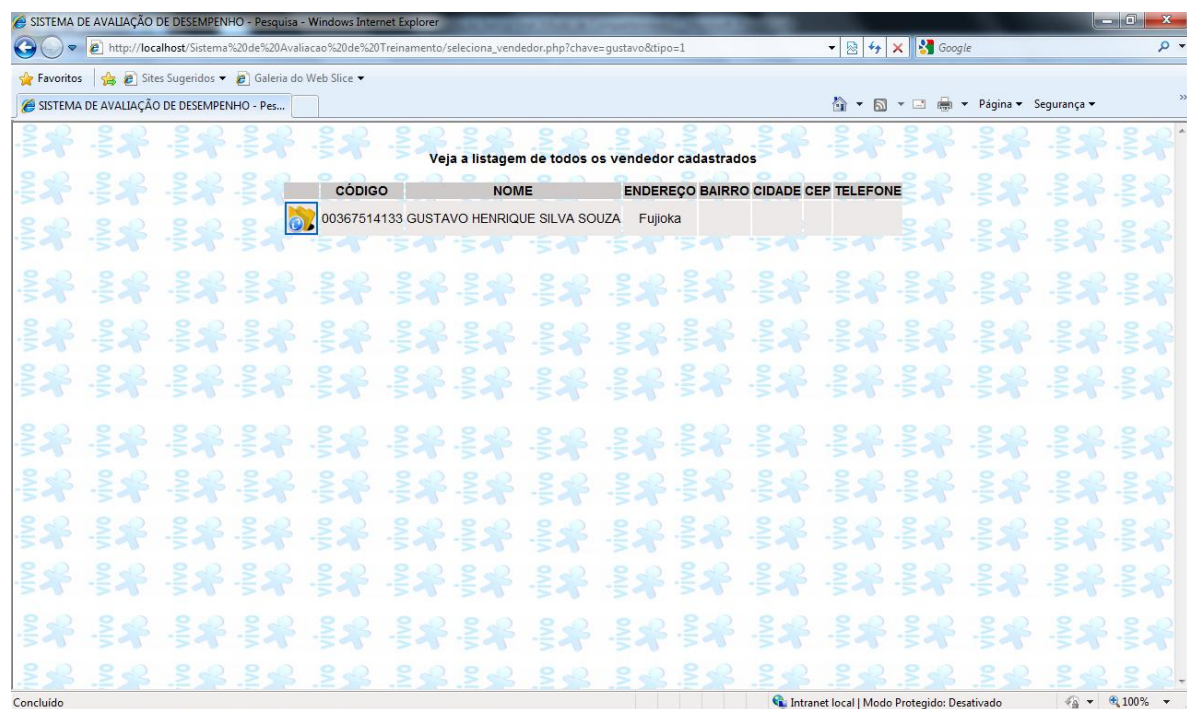 SISTEMA DE AVALIAÇÃO DE DESEMPENHO - Pesquisa - Windows Internet Explorer
http://localhost/Sistema%20de%20Avaliacao%20de%20Treinamento/seleciona_vendedor.php?chave=gustavo&tipo=1
Google
Favoritos Sites Sugeridos Galeria do Web Slice
SISTEMA DE AVALIAÇÃO DE DESEMPENHO - Pes...
Página Segurança
Veja a listagem de todos os vendedor cadastrados
CÓDIGO NOME ENDEREÇO BAIRRO CIDADE CEP TELEFONE
00367514133 GUSTAVO HENRIQUE SILVA SOUZA Fujioka
vivo
Concluído Intranet local | Modo Protegido: Desativado 100%